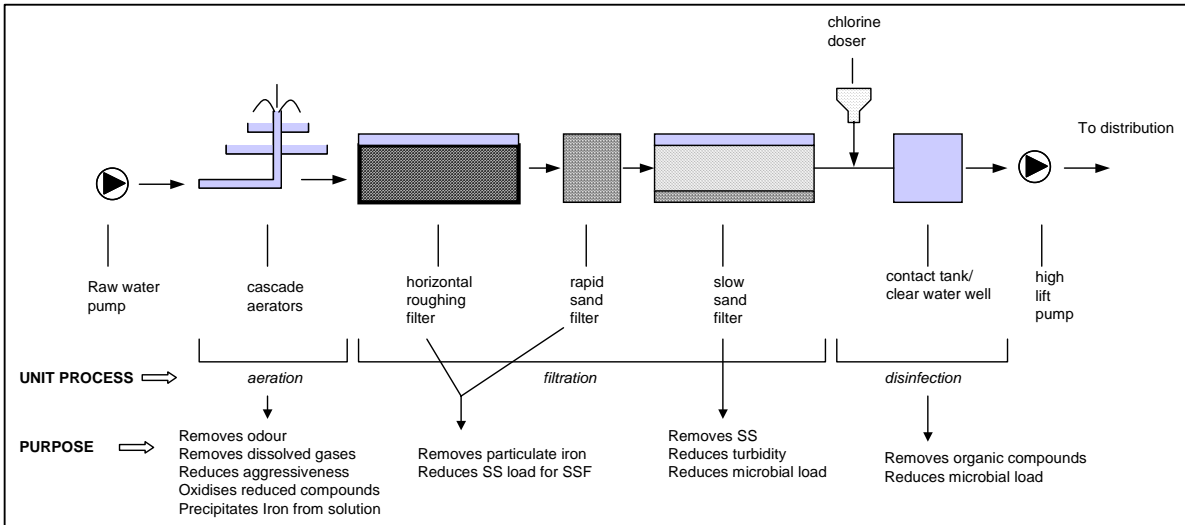 chlorine
doser
To distribution
Raw water
pump
cascade
aerators
horizontal
roughing
filter
rapid
sand
filter
slow
sand
filter
contact tank/
clear water well
high
lift
pump
UNIT PROCESS
aeration
filtration
disinfection
PURPOSE
Removes odour
Removes dissolved gases
Reduces aggressiveness
Oxidises reduced compounds
Precipitates Iron from solution
Removes particulate iron
Reduces SS load for SSF
Removes SS
Reduces turbidity
Reduces microbial load
Removes organic compounds
Reduces microbial load